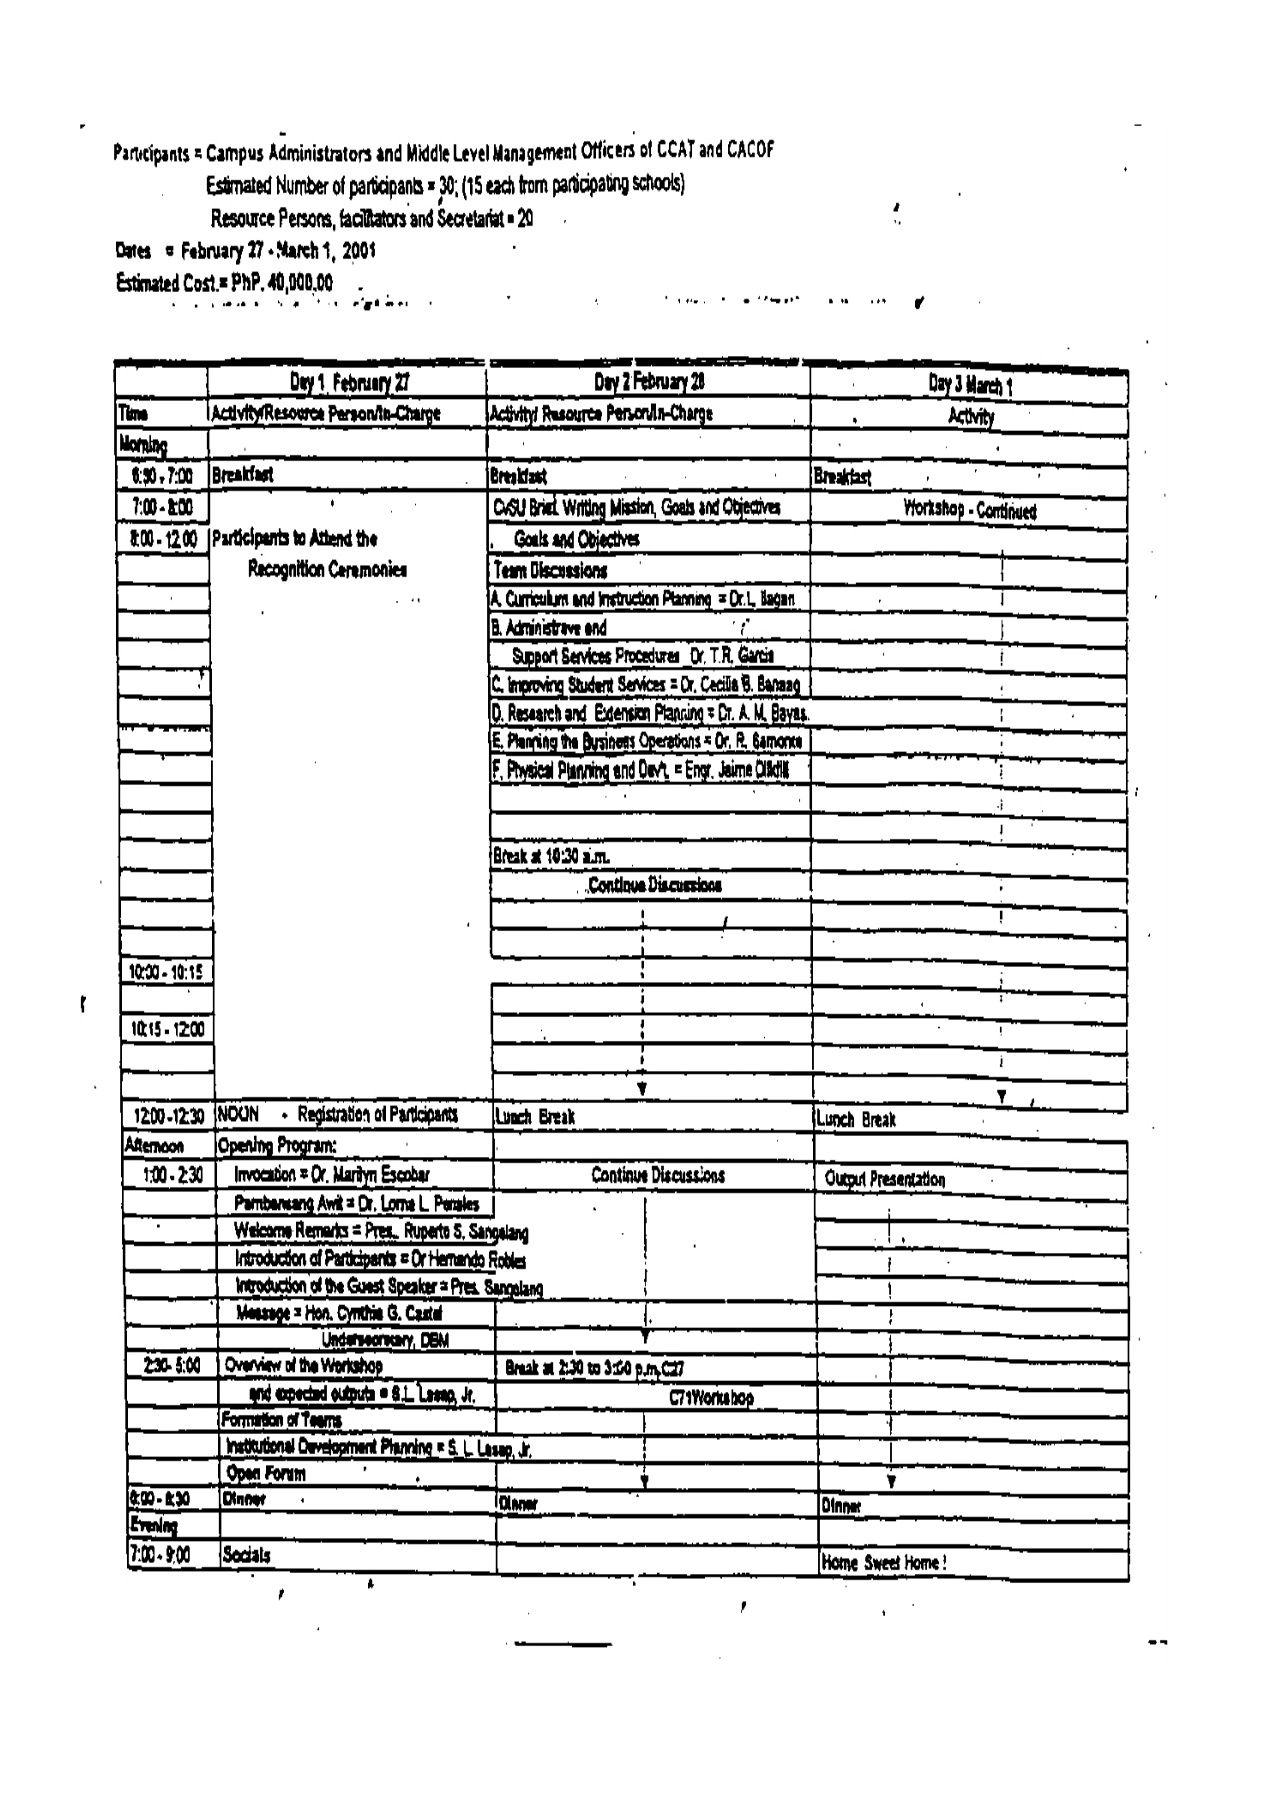 Participants = Campus Administrators and Middle Level Management Officers of CCAT and CACOF
Estimated Number of participants = 30; (15 each from participating schools)
Resource Persons, facilitators and Secretariat = 20
Dates = February 27 - March 1, 2001
Estimated Cost.= PhP. 40,000.00
Day 1 February 27 Day 2 February 28 Day 3 March 1
Time Activity/Resource Person/In-Charge Activity/ Resource Person/In-Charge Activity
Morning
6:30 - 7:00 Breakfast Breakfast Breakfast
7:00 - 8:00 CvSU Brief. Writing Mission, Goals and Objectives Workshop - Continued
8:00 - 12:00 Participants to Attend the Goals and Objectives
Recognition Ceremonies Team Discussions
A. Curriculum and Instruction Planning = Dr. L. Ilagan
B. Administrave and
Support Services Procedures Dr. T.R. Garcia
C. Improving Student Services = Dr. Cecilia B. Banaag
D. Research and Extension Planning = Dr. A. M. Bayas.
E. Planning the Business Operations = Dr. R. Samonte
F. Physical Planning and Dev't. = Engr. Jaime
Break at 10:30 a.m.
Continue Discussions
10:00 - 10:15
10:15 - 12:00
12:00 -12:30 NOON - Registration of Participants Lunch Break Lunch Break
Afternoon Opening Program:
1:00 - 2:30 Invocation = Dr. Marilyn Escobar Continue Discussions Output Presentation
Pambansang Awit = Dr. Lorna L.
Welcome Remarks = Pres. Ruperto S. Sangalang
Introduction of Participants = Dr Hernando Robles
Introduction of the Guest Speaker = Pres. Sangalang
Message = Hon. Cynthia G. Castel
Undersecretary, DBM
2:30- 5:00 Overview of the Workshop Break at 2:30 to 3:00 p.m,C27
and expected outputs = S.L. Lasap, Jr. C71Workshop
Formation of Teams
Institutional Development Planning = S. L. Lasap, Jr.
Open Forum
6:00 - 6:30 Dinner Dinner Dinner
Evening
7:00 - 9:00 Socials Home Sweet Home !